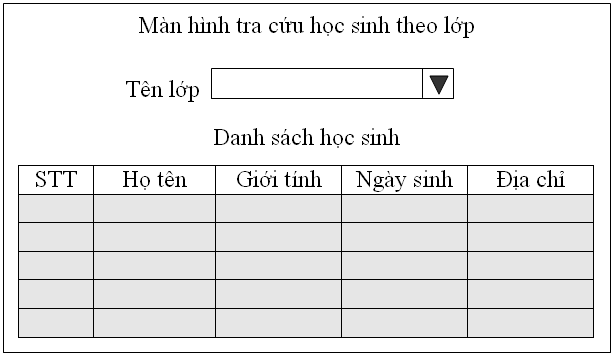 Màn hình tra cứu học sinh theo lớp
Tên lớp
Danh sách học sinh
STT Họ tên Giới tính Ngày sinh Địa chỉ